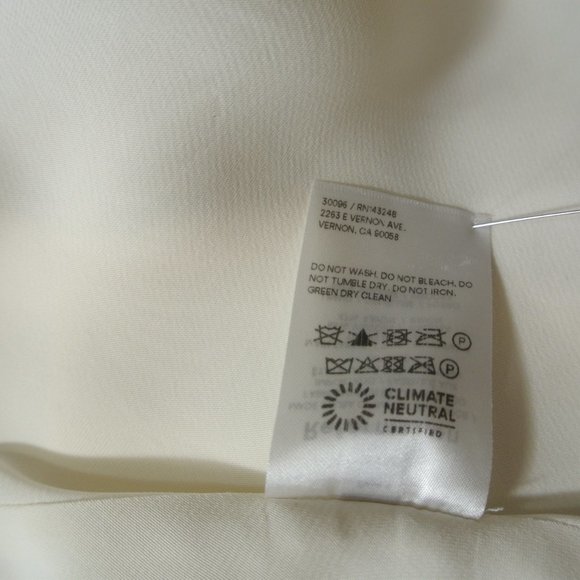 30096 / RN143248
2263 E VERNON AVE.
VERNON, CA 90058
DO NOT WASH. DO NOT BLEACH. DO
NOT TUMBLE DRY. DO NOT IRON.
GREEN DRY CLEAN
P
P
CLIMATE
NEUTRAL
CERTIFIED